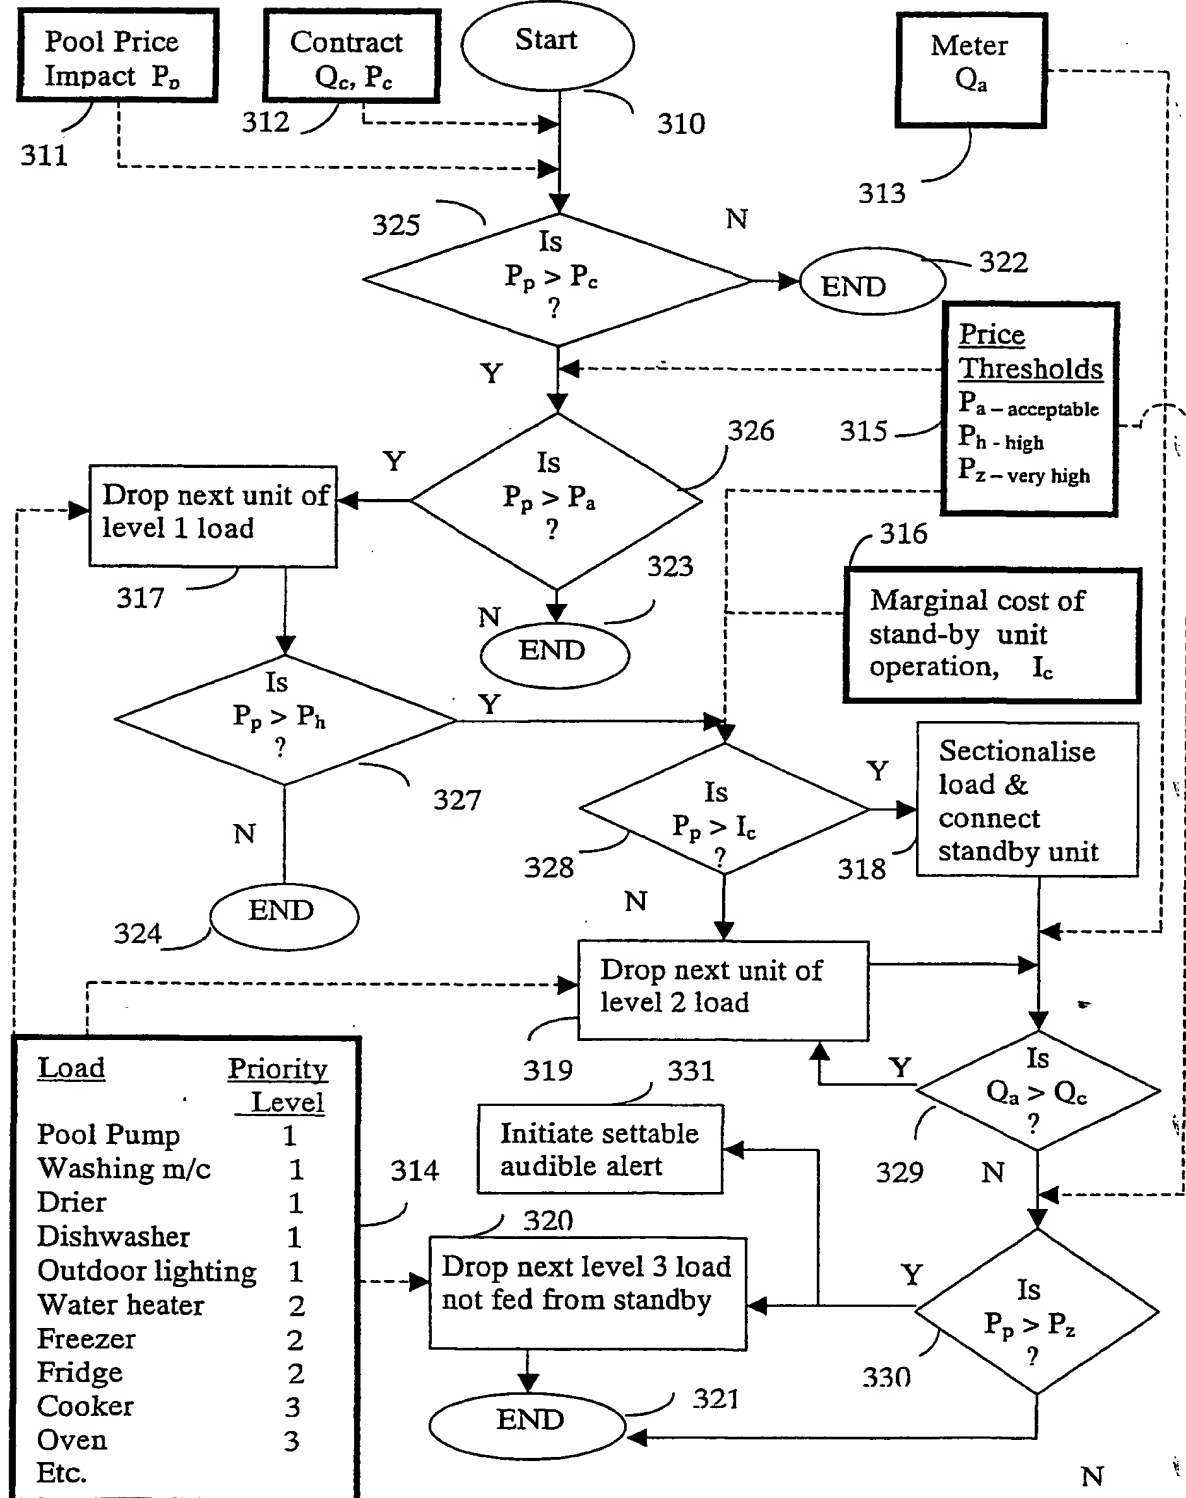 Pool Price
Impact Pp
311
Contract
Qc, Pc
312
Start
310
Meter
Qa
313
325
Is
Pp > Pc
?
N
END
322
Y
Price
Thresholds
Pa – acceptable
Ph - high
Pz – very high
315
326
Is
Pp > Pa
?
Y
Drop next unit of
level 1 load
317
N
END
323
316
Marginal cost of
stand-by unit
operation, Ic
Is
Pp > Ph
?
Y
327
N
END
324
Is
Pp > Ic
?
328
Y
Sectionalise
load &
connect
standby unit
318
N
Drop next unit of
level 2 load
319
Is
Qa > Qc
?
Y
329
N
331
Initiate settable
audible alert
Load Priority
Level
Pool Pump 1
Washing m/c 1
Drier 1
Dishwasher 1
Outdoor lighting 1
Water heater 2
Freezer 2
Fridge 2
Cooker 3
Oven 3
Etc.
314
320
Drop next level 3 load
not fed from standby
Y
Is
Pp > Pz
?
330
END
321
N